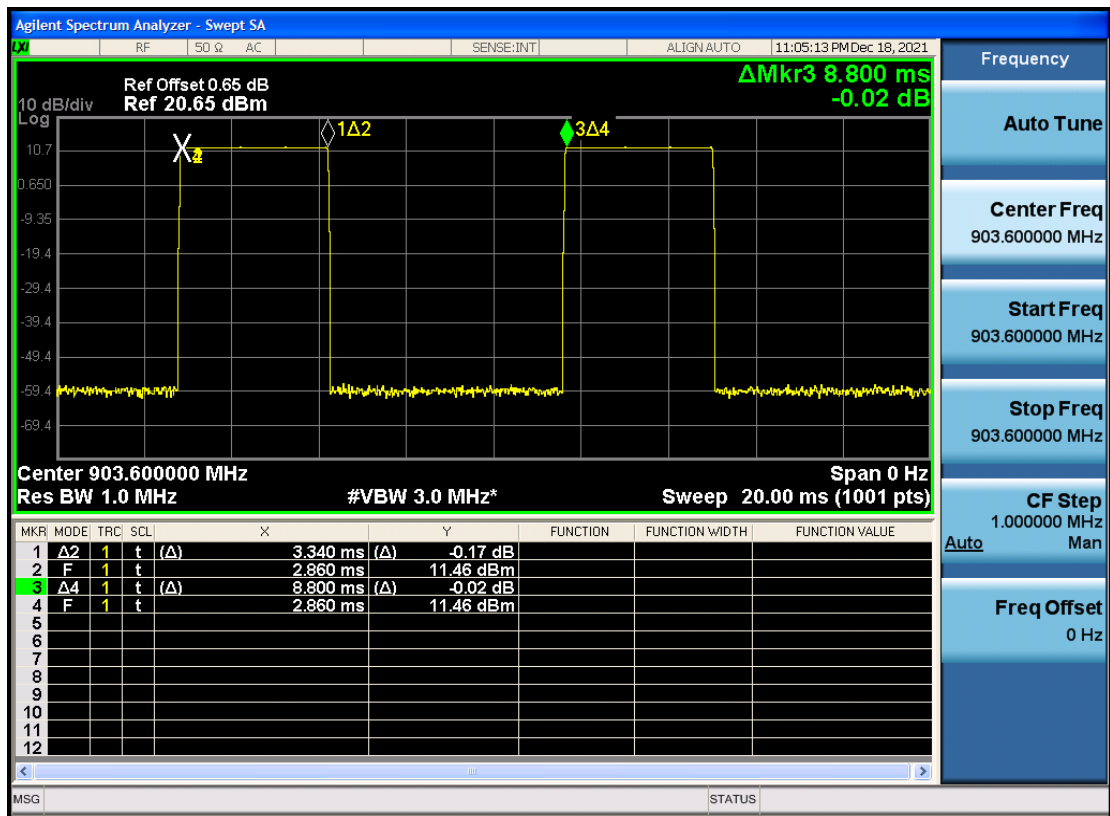 Agilent Spectrum Analyzer - Swept SA
LXI RF 50 Ω AC SENSE:INT ALIGN AUTO 11:05:13 PM Dec 18, 2021
ΔMkr3 8.800 ms
-0.02 dB
Ref Offset 0.65 dB
10 dB/div Ref 20.65 dBm
Log
1Δ2
3Δ4
10.7
0.650
-9.35
-19.4
-29.4
-39.4
-49.4
-59.4
-69.4
Center 903.600000 MHz Span 0 Hz
Res BW 1.0 MHz #VBW 3.0 MHz* Sweep 20.00 ms (1001 pts)
MKR MODE TRC SCL X Y FUNCTION FUNCTION WIDTH FUNCTION VALUE
1 Δ2 1 t (Δ) 3.340 ms (Δ) -0.17 dB
2 F 1 t 2.860 ms 11.46 dBm
3 Δ4 1 t (Δ) 8.800 ms (Δ) -0.02 dB
4 F 1 t 2.860 ms 11.46 dBm
5
6
7
8
9
10
11
12
MSG STATUS
Frequency
Auto Tune
Center Freq
903.600000 MHz
Start Freq
903.600000 MHz
Stop Freq
903.600000 MHz
CF Step
1.000000 MHz
Auto Man
Freq Offset
0 Hz